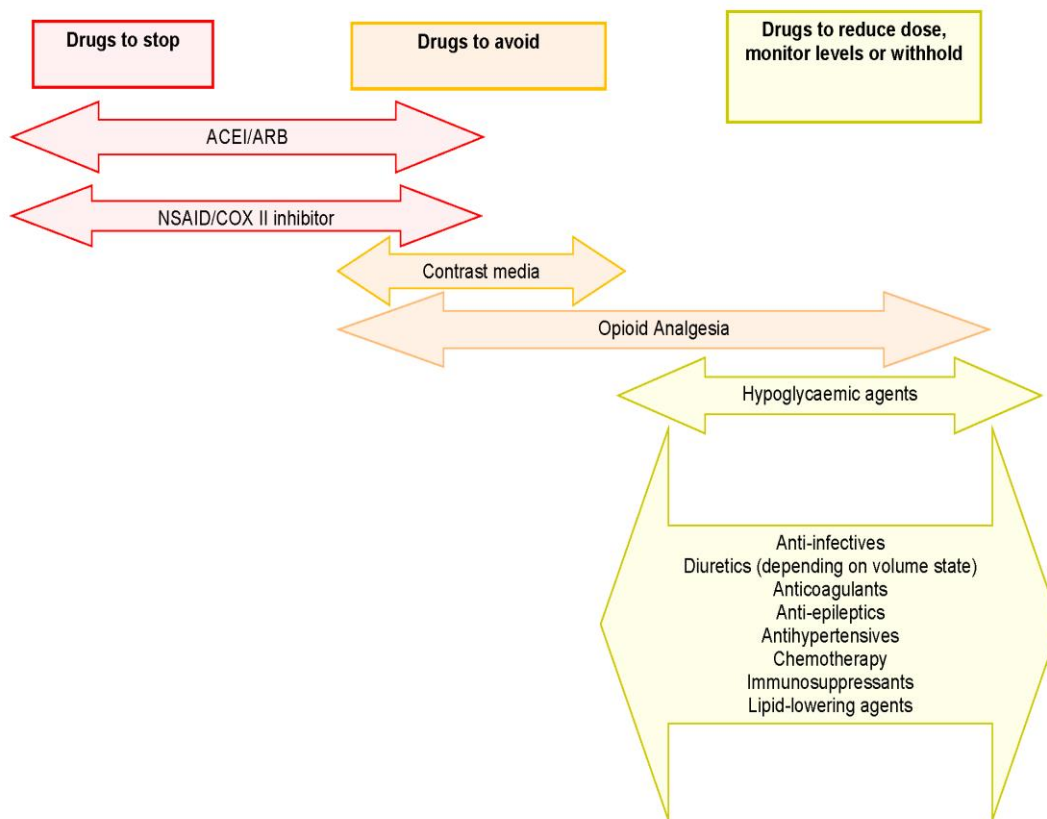 Drugs to stop
Drugs to avoid
Drugs to reduce dose,
monitor levels or withhold
ACEI/ARB
NSAID/COX II inhibitor
Contrast media
Opioid Analgesia
Hypoglycaemic agents
Anti-infectives
Diuretics (depending on volume state)
Anticoagulants
Anti-epileptics
Antihypertensives
Chemotherapy
Immunosuppressants
Lipid-lowering agents